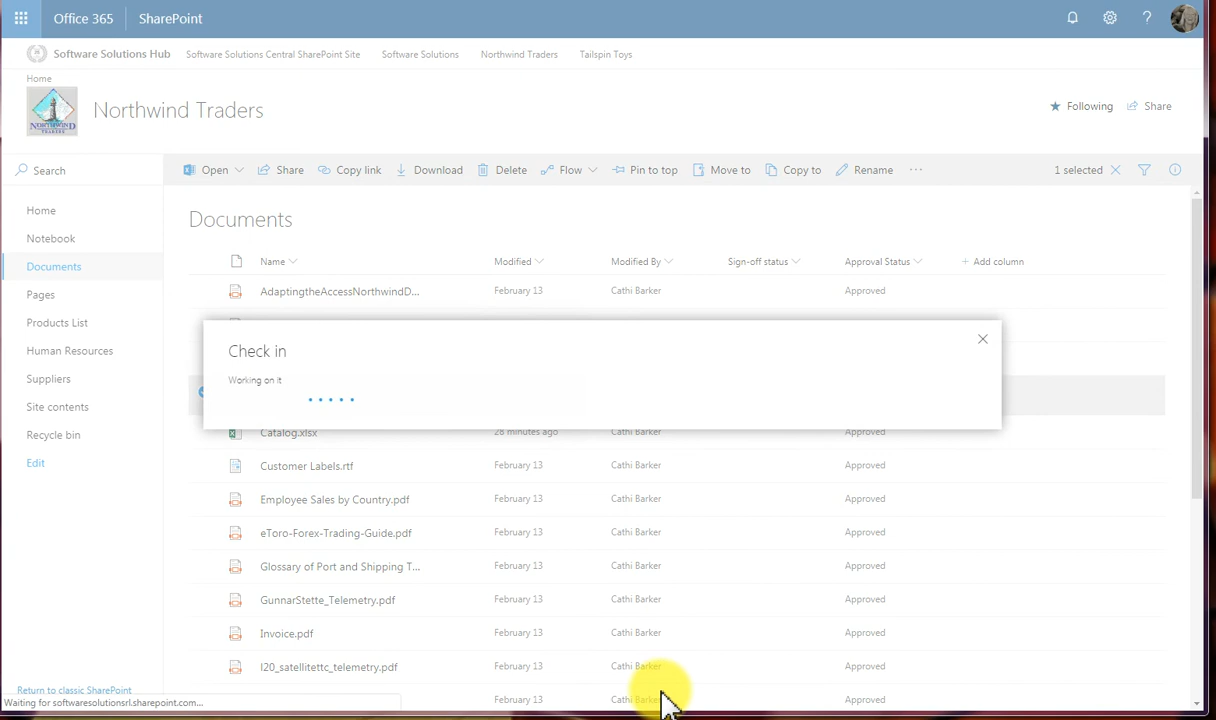 Office 365 SharePoint ?
Software Solutions Hub Software Solutions Central SharePoint Site Software Solutions Northwind Traders Tailspin Toys
Home
NORTHWIND
TRADERS
Northwind Traders
Following Share
Search
Open Share Copy link Download Delete Flow Pin to top Move to Copy to Rename ... 1 selected
Home
Notebook
Documents
Pages
Products List
Human Resources
Suppliers
Site contents
Recycle bin
Edit
Return to classic SharePoint
Documents
Name Modified Modified By Sign-off status Approval Status + Add column
AdaptingtheAccessNorthwindD... February 13 Cathi Barker Approved
Check in
Working on it
Catalog.xlsx 28 minutes ago Cathi Barker Approved
Customer Labels.rtf February 13 Cathi Barker Approved
Employee Sales by Country.pdf February 13 Cathi Barker Approved
eToro-Forex-Trading-Guide.pdf February 13 Cathi Barker Approved
Glossary of Port and Shipping T... February 13 Cathi Barker Approved
GunnarStette_Telemetry.pdf February 13 Cathi Barker Approved
Invoice.pdf February 13 Cathi Barker Approved
l20_satellitettc_telemetry.pdf February 13 Cathi Barker Approved
February 13 Cathi Barker Approved
Waiting for softwaresolutionsrl.sharepoint.com...